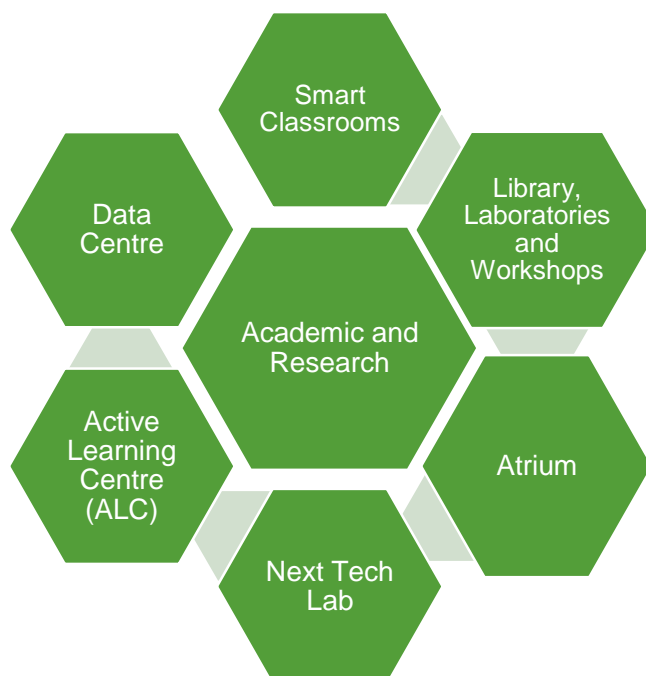 Smart
Classrooms
Library,
Laboratories
and
Workshops
Data
Centre
Academic and
Research
Active
Learning
Centre
(ALC)
Atrium
Next Tech
Lab